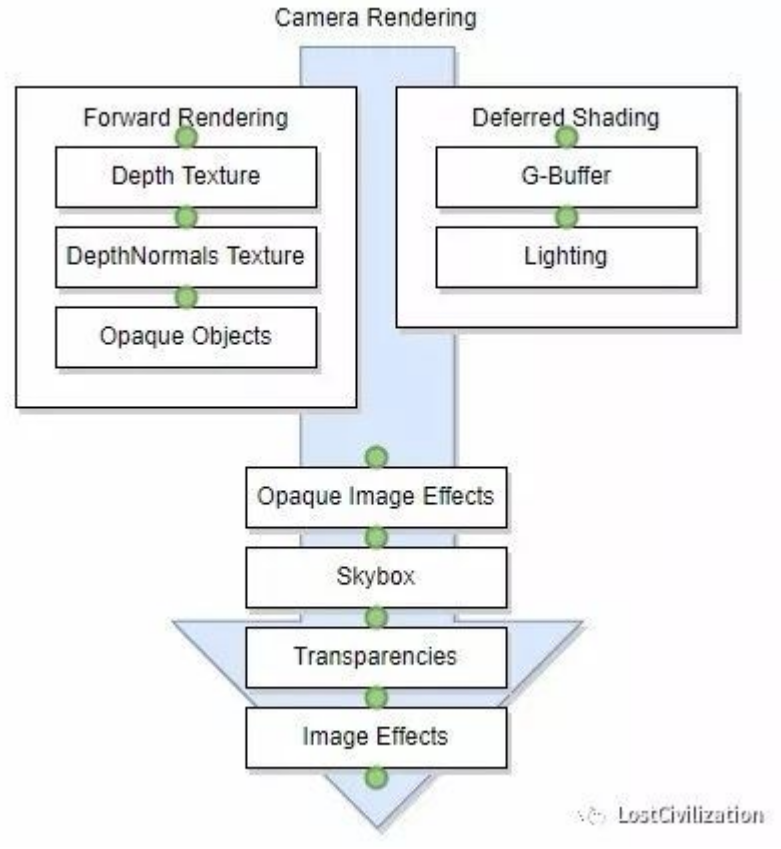 Camera Rendering
Forward Rendering
Depth Texture
DepthNormals Texture
Opaque Objects
Deferred Shading
G-Buffer
Lighting
Opaque Image Effects
Skybox
Transparencies
Image Effects
LostCivilization